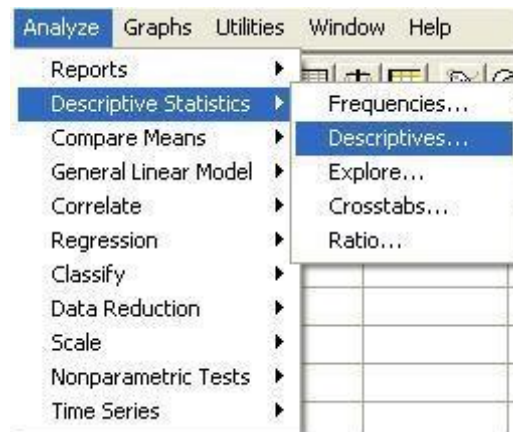 Analyze Graphs Utilities Window Help
Reports
Descriptive Statistics
Compare Means
General Linear Model
Correlate
Regression
Classify
Data Reduction
Scale
Nonparametric Tests
Time Series
Frequencies...
Descriptives...
Explore...
Crosstabs...
Ratio...